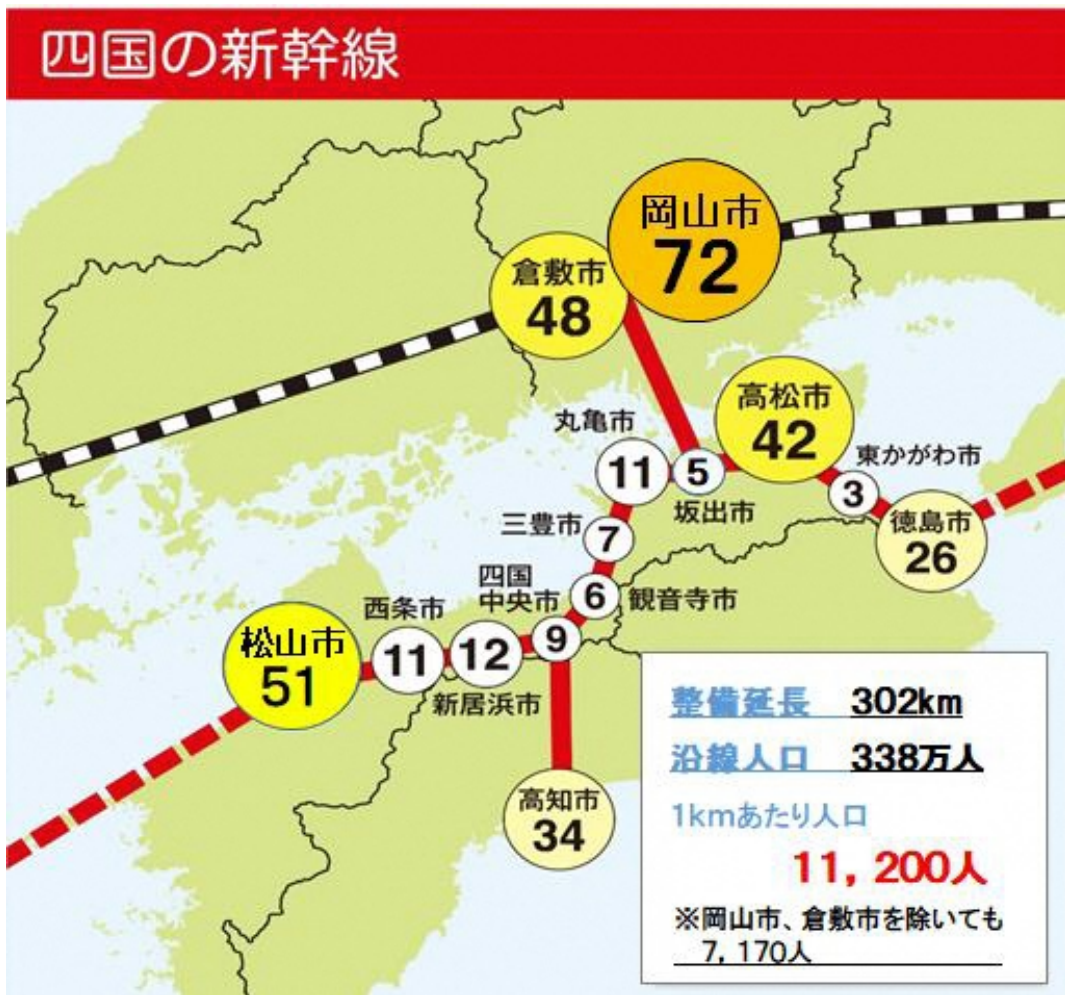 四国の新幹線
岡山市
72
倉敷市
48
高松市
42
丸亀市
11
5
坂出市
東かがわ市
3
徳島市
26
三豊市
7
四国
中央市
6
観音寺市
西条市
9
松山市
51
11
12
新居浜市
高知市
34
整備延長 302km
沿線人口 338万人
1kmあたり人口
11, 200人
※岡山市、倉敷市を除いても
7, 170人